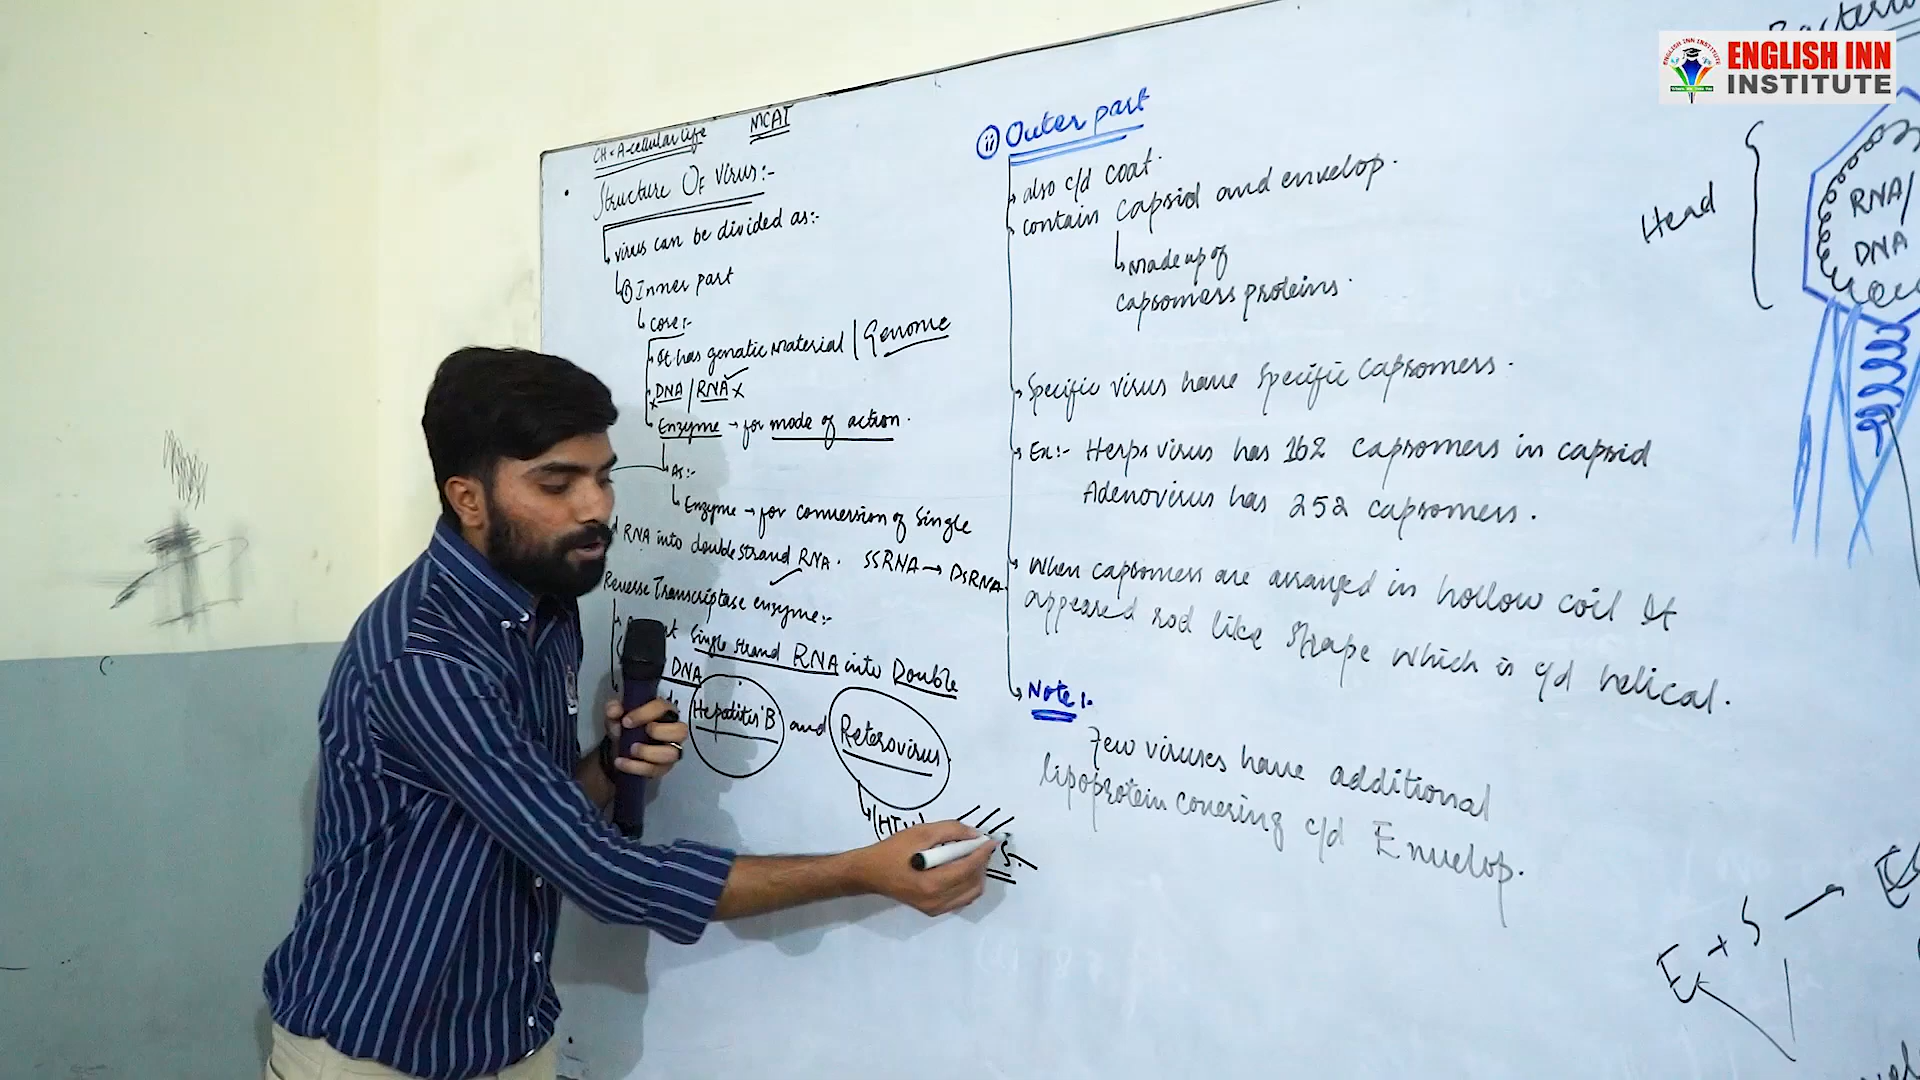 CH:- A-cellular life
MCAT
Structure OF Virus:-
virus can be divided as:-
① Inner part
core:-
It has genatic material | Genome
DNA / RNA
Enzyme → for mode of action.
As:-
Enzyme → for conversion of Single
RNA into double strand RNA. SSRNA → DSRNA
Reverse Transcriptase enzyme:-
Single strand RNA into Double
DNA
Hepatitis B and Reterovirus
(ii) Outer part
also c/d coat.
contain capsid and envelop.
Made up of
capsomers proteins.
Specific virus have specific capsomers.
Ex:- Herps virus has 162 capsomers in capsid
Adenovirus has 252 capsomers.
When capsomers are arranged in hollow coil It
appeared rod like shape which is c/d helical.
Note:-
Few viruses have additional
lipoprotein covering c/d Envelop.
Head
RNA/
DNA
E + S
ENGLISH INN
INSTITUTE